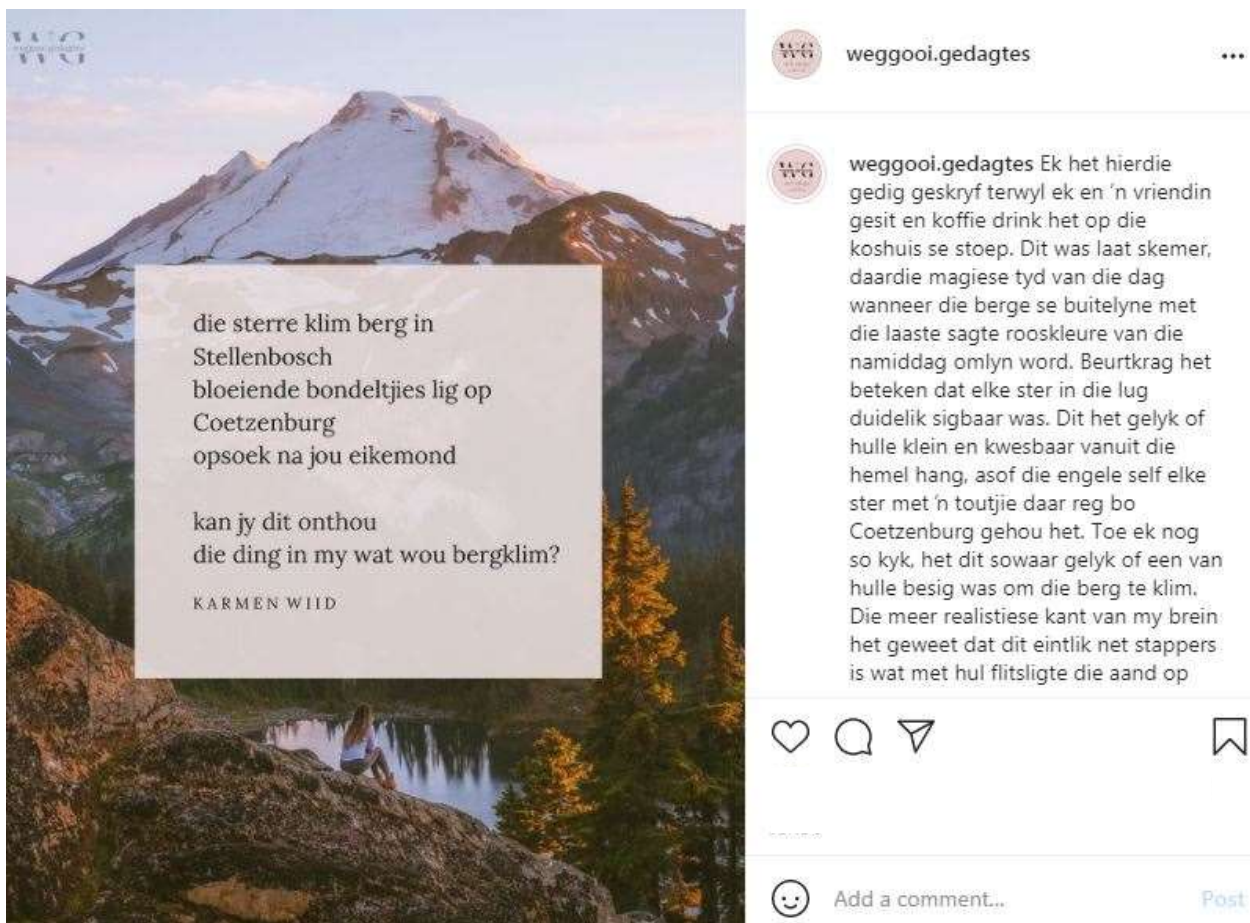 WG
die sterre klim berg in
Stellenbosch
bloeiende bondeltjies lig op
Coetzenburg
opsoek na jou eikemond
kan jy dit onthou
die ding in my wat wou bergklim?
KARMEN WIID
WG
weggooi.gedagtes
WG
weggooi.gedagtes Ek het hierdie
gedig geskryf terwyl ek en 'n vriendin
gesit en koffie drink het op die
koshuis se stoep. Dit was laat skemer,
daardie magiese tyd van die dag
wanneer die berge se buitelyne met
die laaste sagte rooskleure van die
namiddag omlyn word. Beurtkrag het
beteken dat elke ster in die lug
duidelik sigbaar was. Dit het gelyk of
hulle klein en kwesbaar vanuit die
hemel hang, asof die engele self elke
ster met 'n toutjie daar reg bo
Coetzenburg gehou het. Toe ek nog
so kyk, het dit sowaar gelyk of een van
hulle besig was om die berg te klim.
Die meer realistiese kant van my brein
het geweet dat dit eintlik net stappers
is wat met hul flitsligte die aand op
Add a comment...
Post